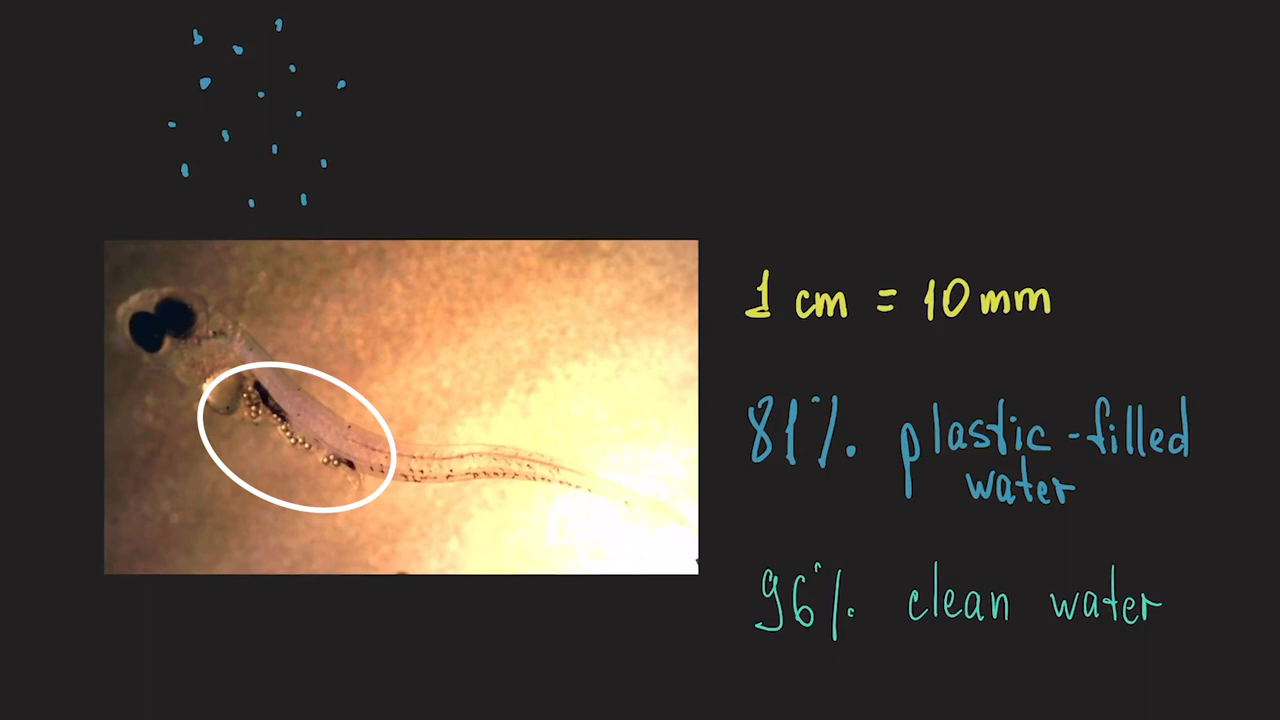 1 cm = 10 mm
81% plastic-filled
water
96% clean water